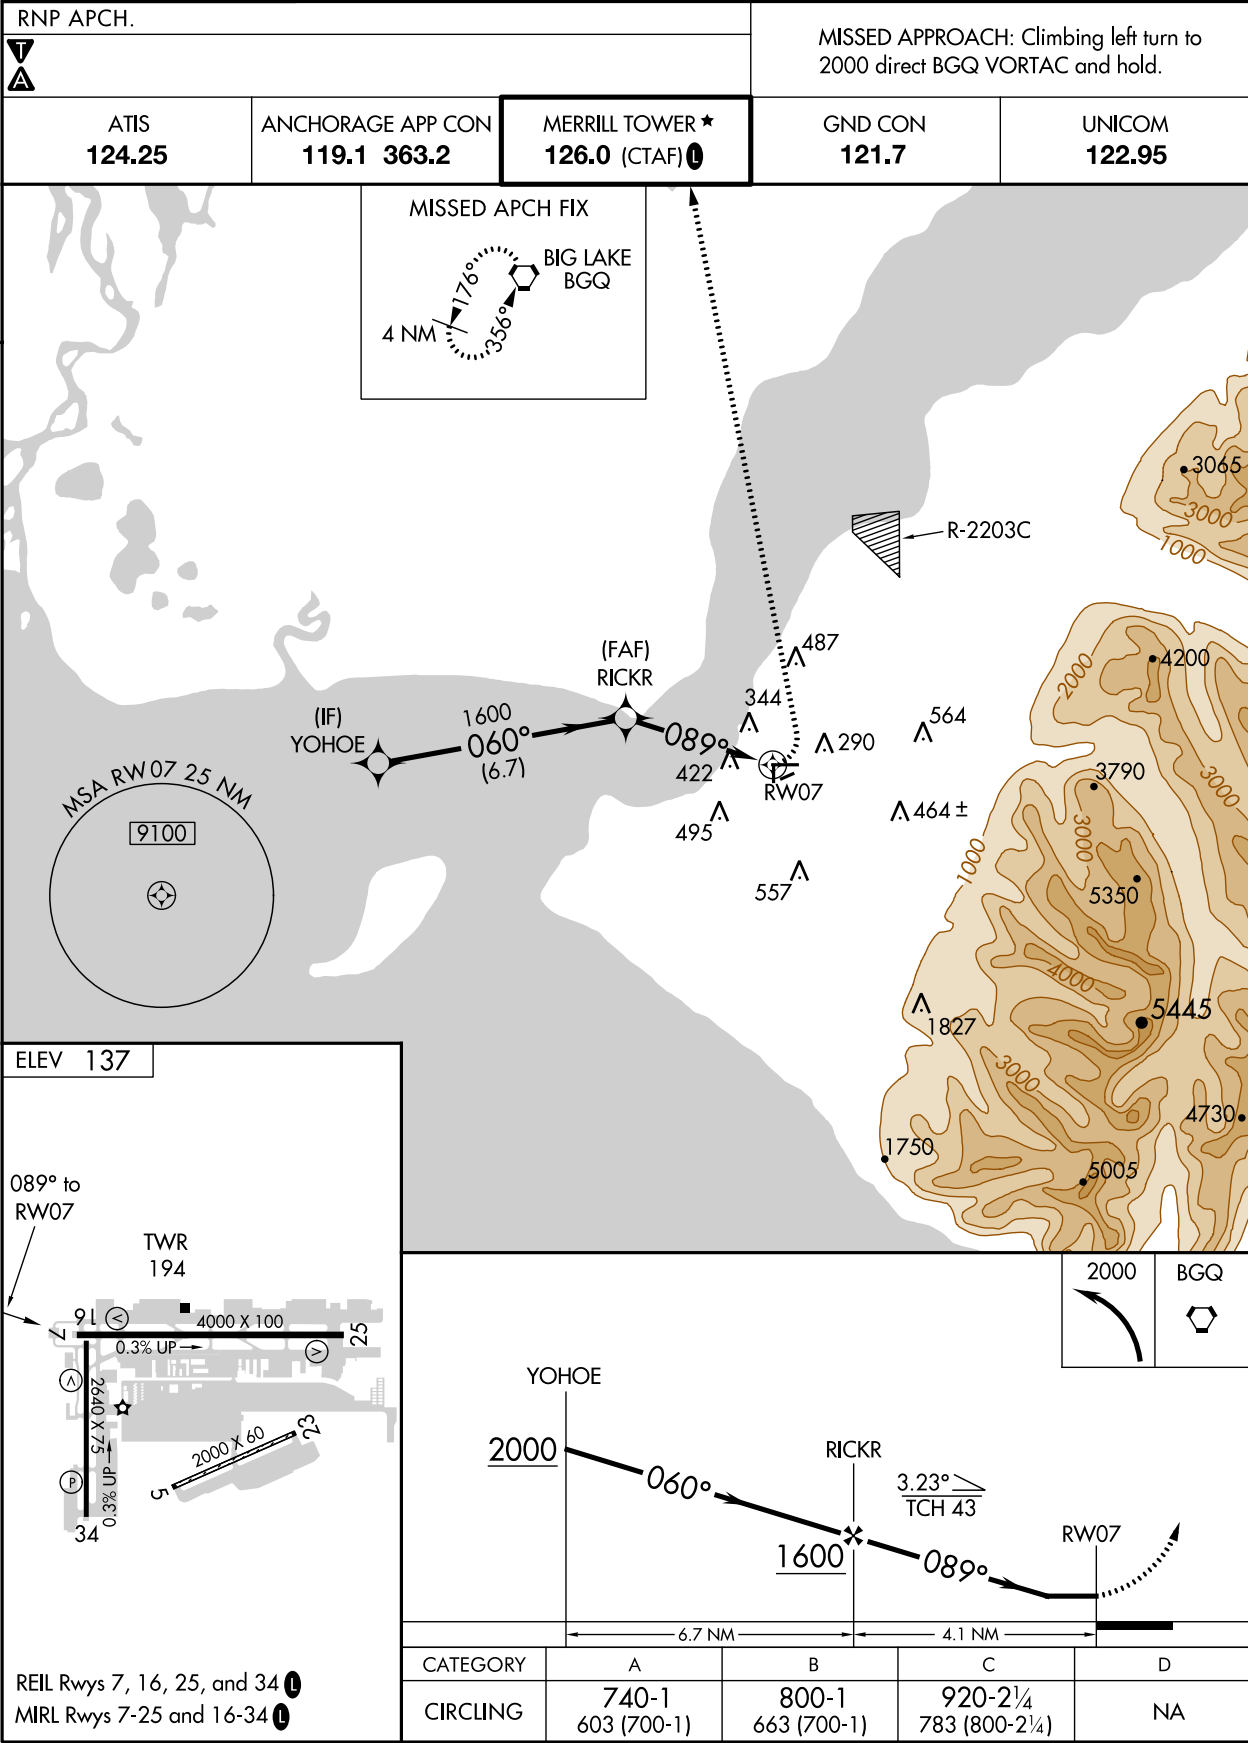 RNP APCH.
T
A
MISSED APPROACH: Climbing left turn to
2000 direct BGQ VORTAC and hold.
ATIS
124.25
ANCHORAGE APP CON
119.1 363.2
MERRILL TOWER ★
126.0 (CTAF) L
GND CON
121.7
UNICOM
122.95
MISSED APCH FIX
BIG LAKE
BGQ
176°
4 NM
356°
3065
3000
1000
R-2203C
487
(FAF)
RICKR
4200
2000
344
564
(IF)
YOHOE
1600
060°
(6.7)
089°
290
422
RW07
3790
3000
3000
MSA RW07 25 NM
9100
495
464 ±
1000
557
5350
4000
5445
1827
3000
4730
1750
5005
ELEV 137
089° to
RW07
TWR
194
16
V
4000 X 100
7
25
0.3% UP
V
V
2640 X 75
2000 X 60
23
P
5
0.3% UP
34
REIL Rwys 7, 16, 25, and 34 L
MIRL Rwys 7-25 and 16-34 L
2000
BGQ
YOHOE
2000
060°
RICKR
3.23°
TCH 43
1600
089°
RW07
6.7 NM
4.1 NM
CATEGORY
A
B
C
D
CIRCLING
740-1
603 (700-1)
800-1
663 (700-1)
920-2¼
783 (800-2¼)
NA